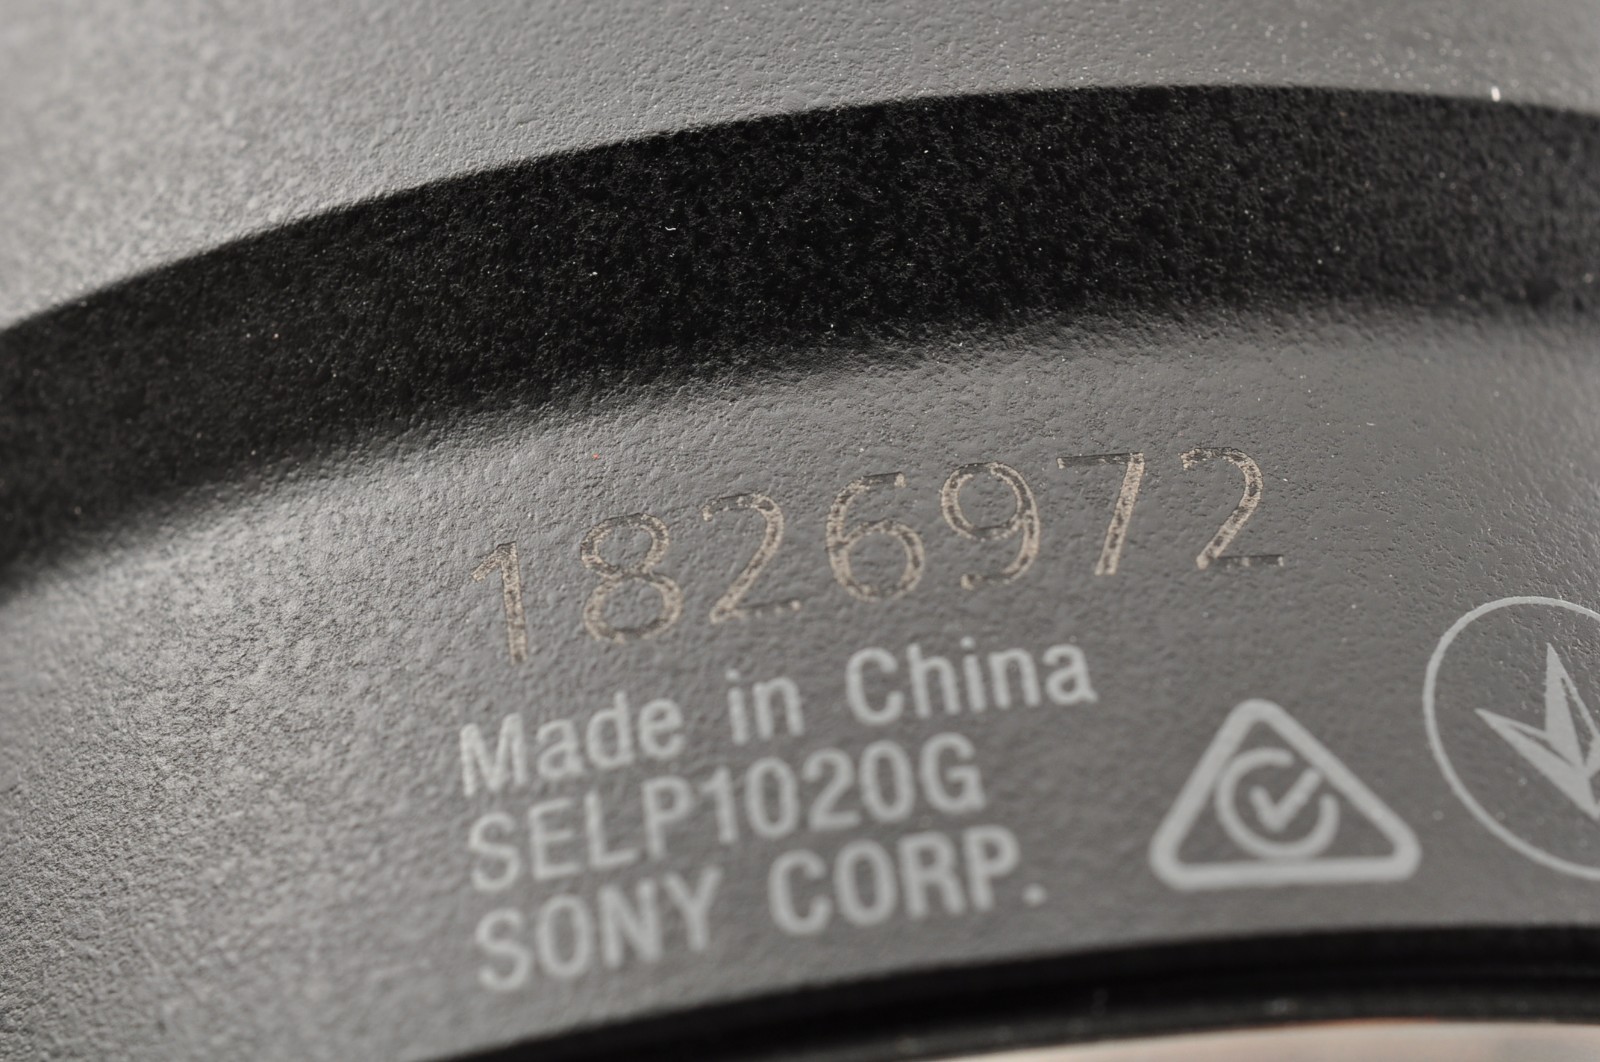 1826972
Made in China
SELP1020G
SONY CORP.